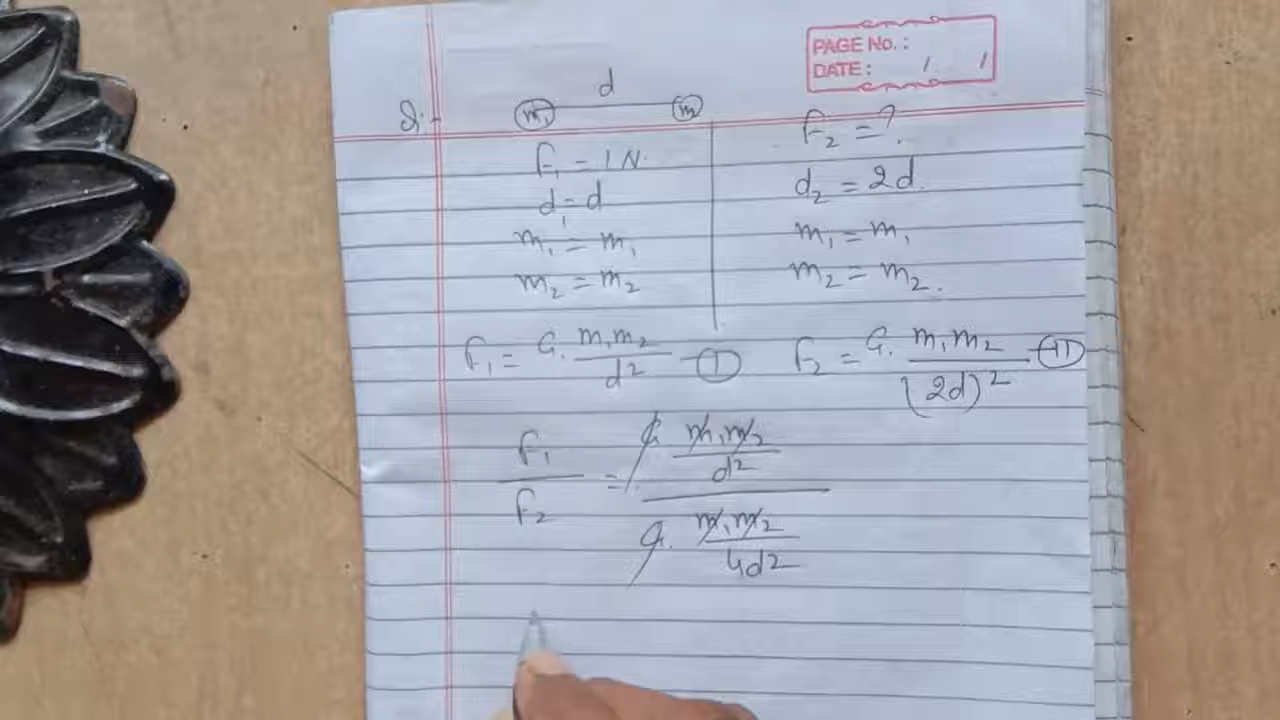 PAGE No. :
DATE : / /
Q:-
d
m₁ m₂
F₁ = 1 N.
d₁ = d
m₁ = m₁
m₂ = m₂
F₂ = ?.
d₂ = 2d.
m₁ = m₁
m₂ = m₂.
F₁ = G. m₁m₂ / d² — (I)
F₂ = G. m₁m₂ / (2d)² — (II)
F₁ / F₂ = G. m₁m₂ / d² / G. m₁m₂ / 4d²